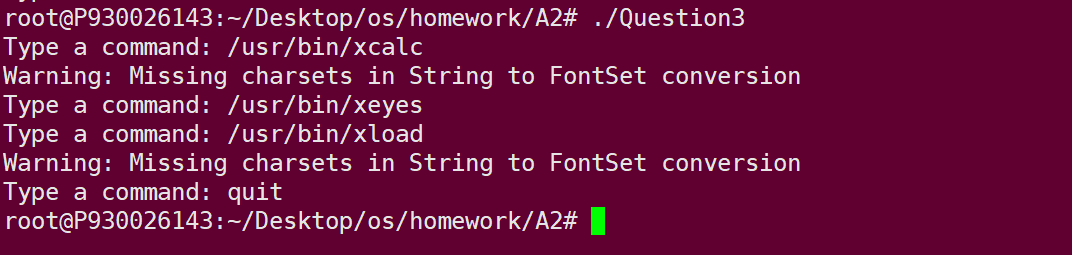 root@P930026143:~/Desktop/os/homework/A2# ./Question3
Type a command: /usr/bin/xcalc
Warning: Missing charsets in String to FontSet conversion
Type a command: /usr/bin/xeyes
Type a command: /usr/bin/xload
Warning: Missing charsets in String to FontSet conversion
Type a command: quit
root@P930026143:~/Desktop/os/homework/A2#